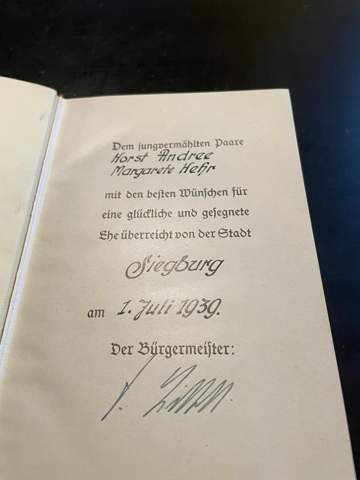 Dem jungvermählten Paare
Horst Andree
Margarete Hehr
mit den besten Wünschen für
eine glückliche und gesegnete
Ehe überreicht von der Stadt
Siegburg
am 1. Juli 1939.
Der Bürgermeister: